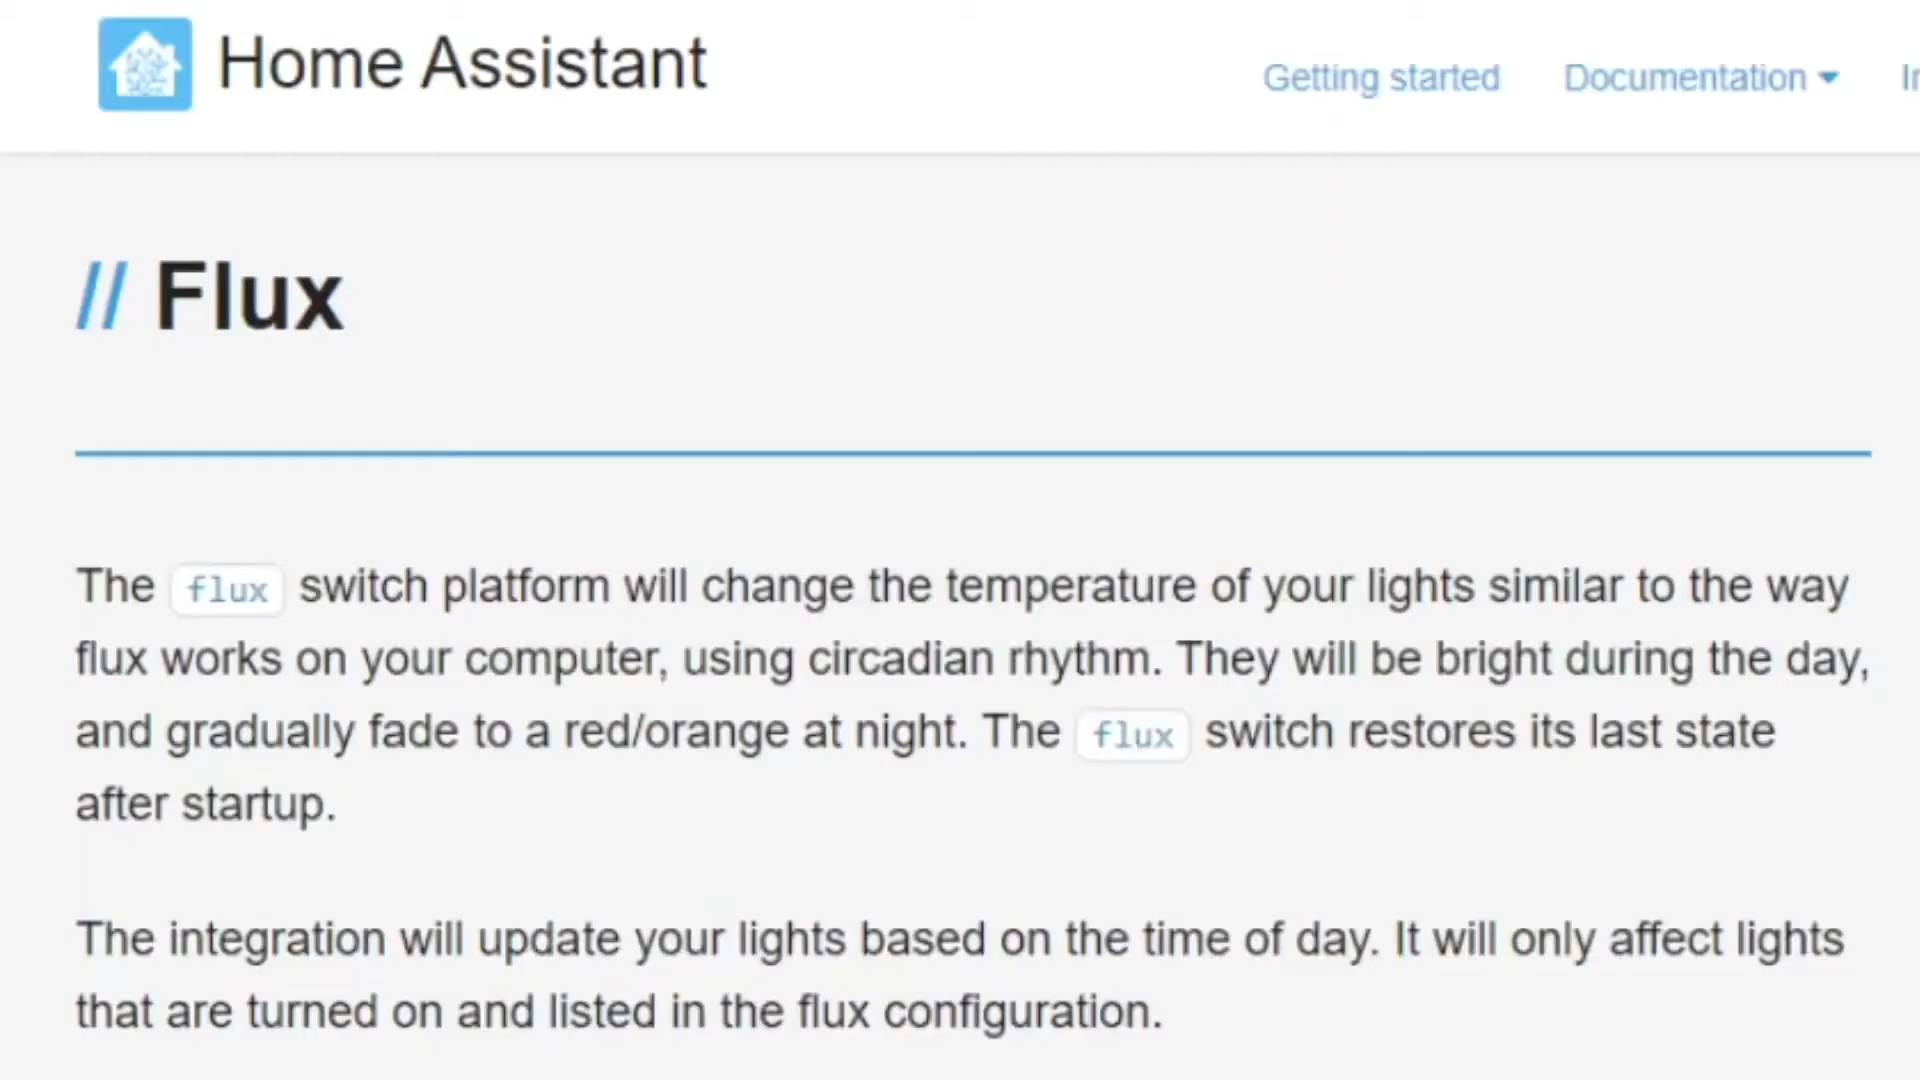 Home Assistant
Getting started Documentation
// Flux
The flux switch platform will change the temperature of your lights similar to the way
flux works on your computer, using circadian rhythm. They will be bright during the day,
and gradually fade to a red/orange at night. The flux switch restores its last state
after startup.
The integration will update your lights based on the time of day. It will only affect lights
that are turned on and listed in the flux configuration.